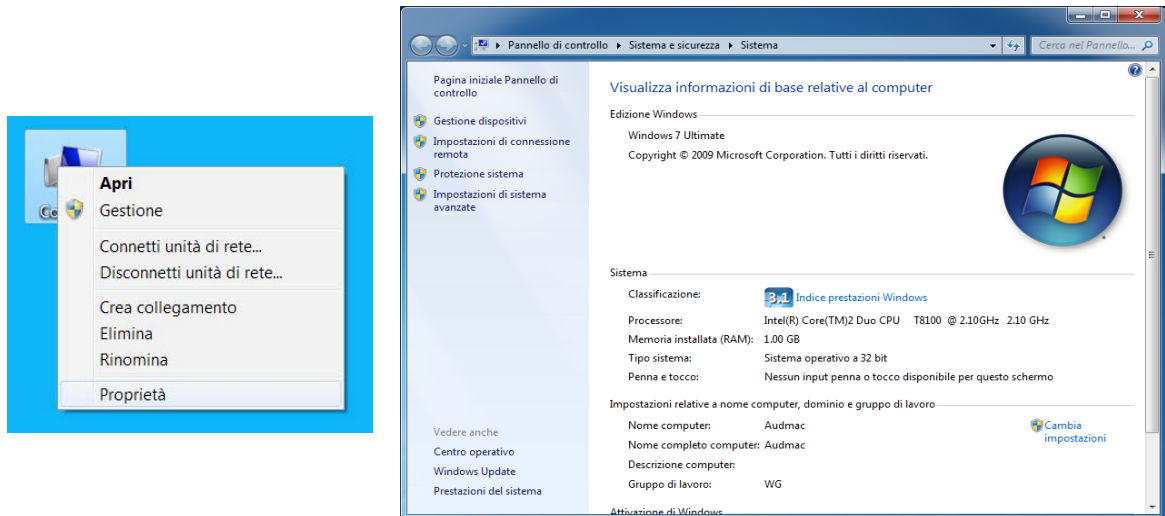 Co
Apri
Gestione
Connetti unità di rete...
Disconnetti unità di rete...
Crea collegamento
Elimina
Rinomina
Proprietà
Pannello di controllo Sistema e sicurezza Sistema
Cerca nel Pannello...
Pagina iniziale Pannello di
controllo
Gestione dispositivi
Impostazioni di connessione
remota
Protezione sistema
Impostazioni di sistema
avanzate
Vedere anche
Centro operativo
Windows Update
Prestazioni del sistema
Visualizza informazioni di base relative al computer
Edizione Windows
Windows 7 Ultimate
Copyright © 2009 Microsoft Corporation. Tutti i diritti riservati.
Sistema
Classificazione: 3,1 Indice prestazioni Windows
Processore: Intel(R) Core(TM)2 Duo CPU T8100 @ 2.10GHz 2.10 GHz
Memoria installata (RAM): 1.00 GB
Tipo sistema: Sistema operativo a 32 bit
Penna e tocco: Nessun input penna o tocco disponibile per questo schermo
Impostazioni relative a nome computer, dominio e gruppo di lavoro
Nome computer: Audmac
Cambia
impostazioni
Nome completo computer: Audmac
Descrizione computer:
Gruppo di lavoro: WG
Attivazione di Windows